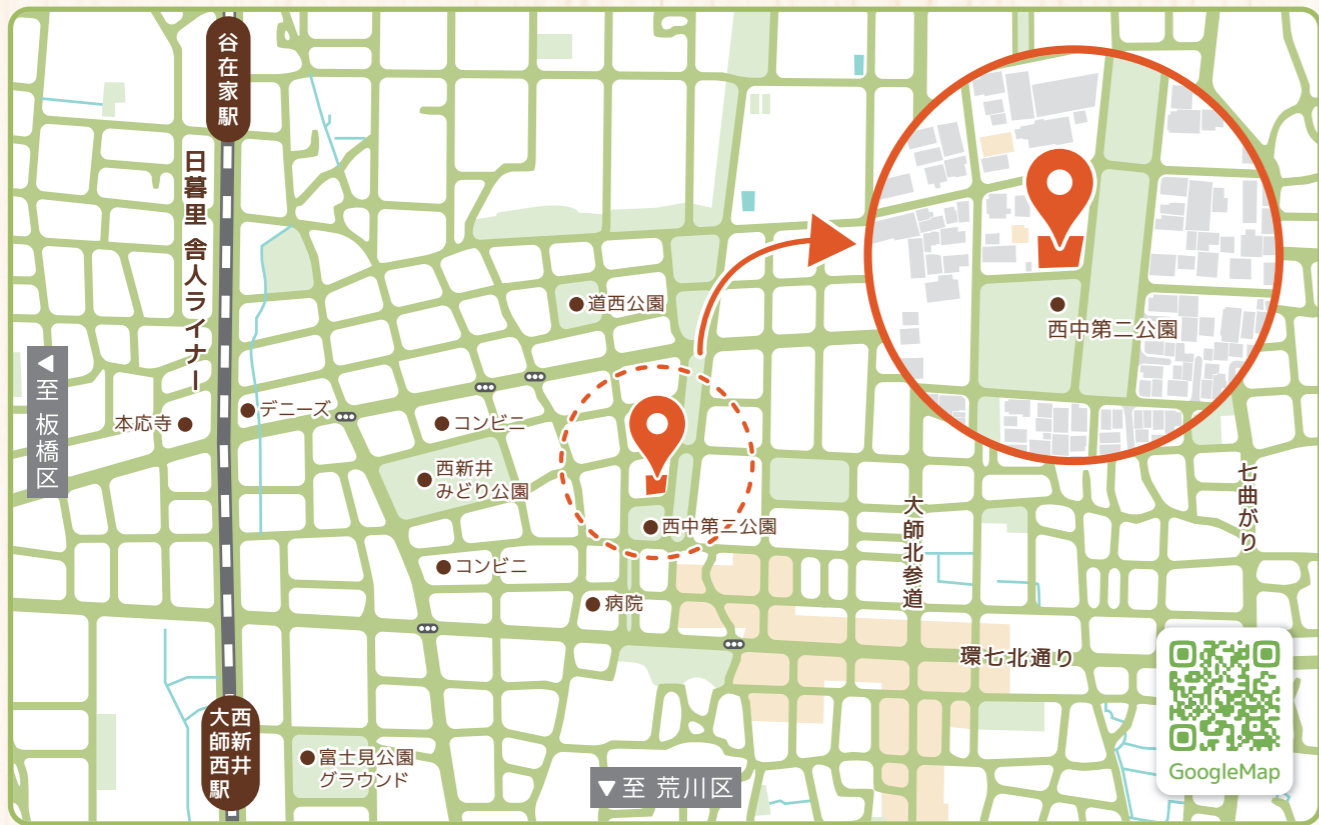 谷在家駅
日暮里 舎人ライナー
道西公園
西中第二公園
◀至 板橋区
本応寺
デニーズ
コンビニ
西新井
みどり公園
西中第二公園
大師北参道
七曲がり
コンビニ
病院
環七北通り
西新井
大師西駅
富士見公園
グラウンド
▼至 荒川区
GoogleMap